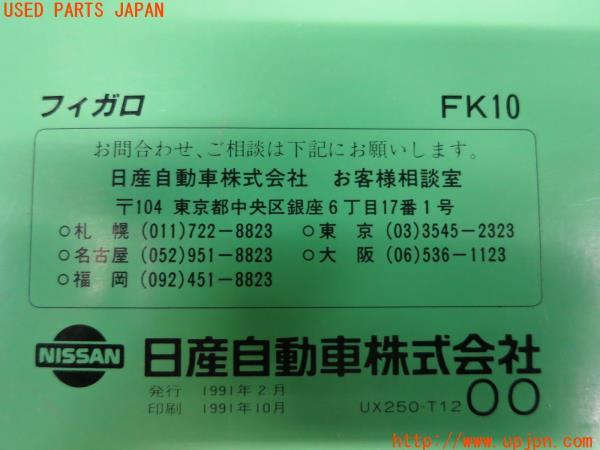 USED PARTS JAPAN
フィガロ FK10
お問合わせ、ご相談は下記にお願いします。
日産自動車株式会社 お客様相談室
〒104 東京都中央区銀座6丁目17番1号
○札 幌 (011)722-8823 ○東 京 (03)3545-2323
○名古屋 (052)951-8823 ○大 阪 (06)536-1123
○福 岡 (092)451-8823
NISSAN 日産自動車株式会社
発行 1991年2月
印刷 1991年10月 UX250-T12 00
http://www.upjpn.com/